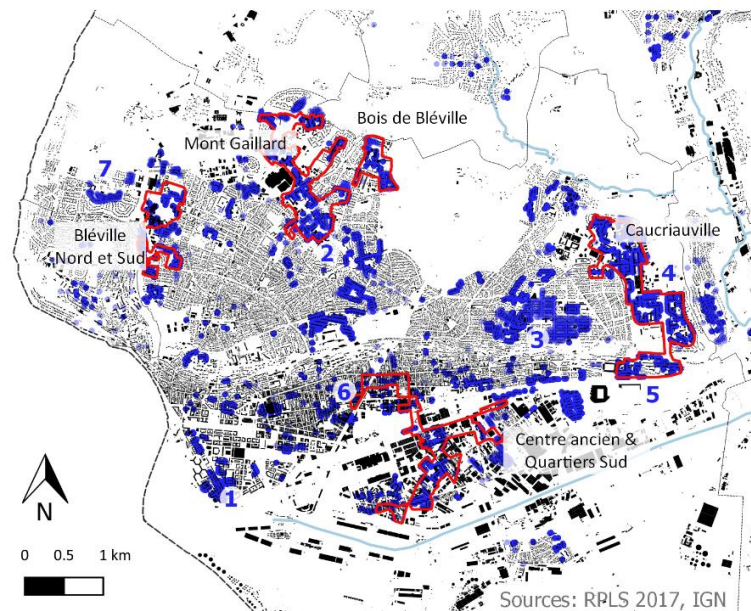 Bois de Bléville
Mont Gaillard
7
Bléville
Nord et Sud
2
Caucriauville
4
3
6
5
Centre ancien &
Quartiers Sud
1
N
0 0.5 1 km
Sources: RPLS 2017, IGN